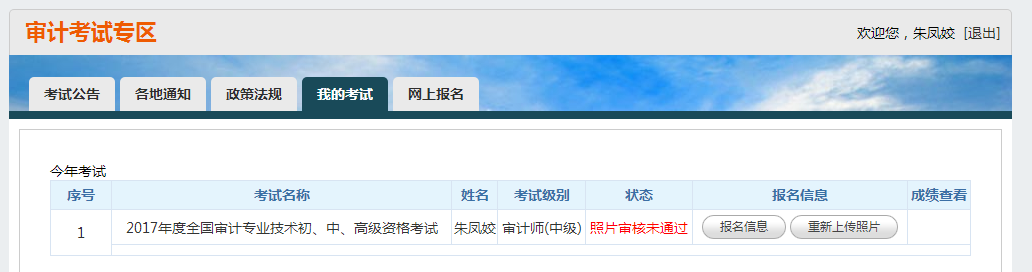 审计考试专区
欢迎您，朱凤姣 [退出]
考试公告 各地通知 政策法规 我的考试 网上报名
今年考试
序号 考试名称 姓名 考试级别 状态 报名信息 成绩查看
1 2017年度全国审计专业技术初、中、高级资格考试 朱凤姣 审计师(中级) 照片审核未通过 报名信息 重新上传照片